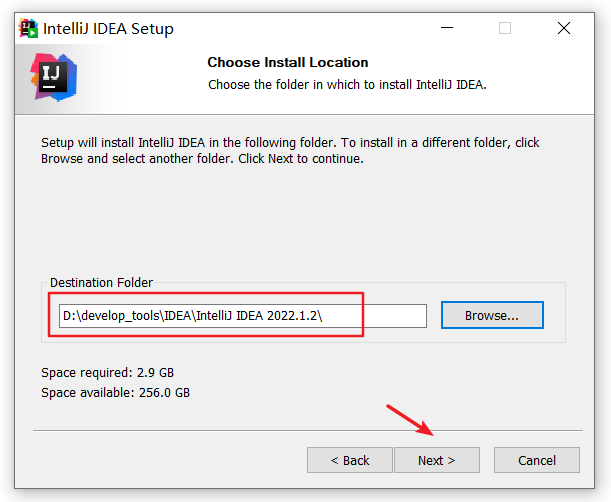 IntelliJ IDEA Setup
IJ
Choose Install Location
Choose the folder in which to install IntelliJ IDEA.
Setup will install IntelliJ IDEA in the following folder. To install in a different folder, click
Browse and select another folder. Click Next to continue.
Destination Folder
D:\develop_tools\IDEA\IntelliJ IDEA 2022.1.2\
Browse...
Space required: 2.9 GB
Space available: 256.0 GB
< Back
Next >
Cancel